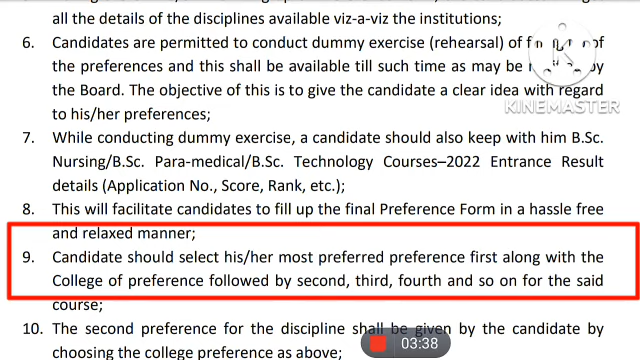 all the details of the disciplines available viz-a-viz the institutions;
6. Candidates are permitted to conduct dummy exercise (rehearsal) of of
the preferences and this shall be available till such time as may be by
the Board. The objective of this is to give the candidate a clear idea with regard
to his/her preferences;
KINEMASTER
7. While conducting dummy exercise, a candidate should also keep with him B.Sc.
Nursing/B.Sc. Para-medical/B.Sc. Technology Courses–2022 Entrance Result
details (Application No., Score, Rank, etc.);
8. This will facilitate candidates to fill up the final Preference Form in a hassle free
and relaxed manner;
9. Candidate should select his/her most preferred preference first along with the
College of preference followed by second, third, fourth and so on for the said
course;
10. The second preference for the discipline shall be given by the candidate by
choosing the college preference as above;
03:38